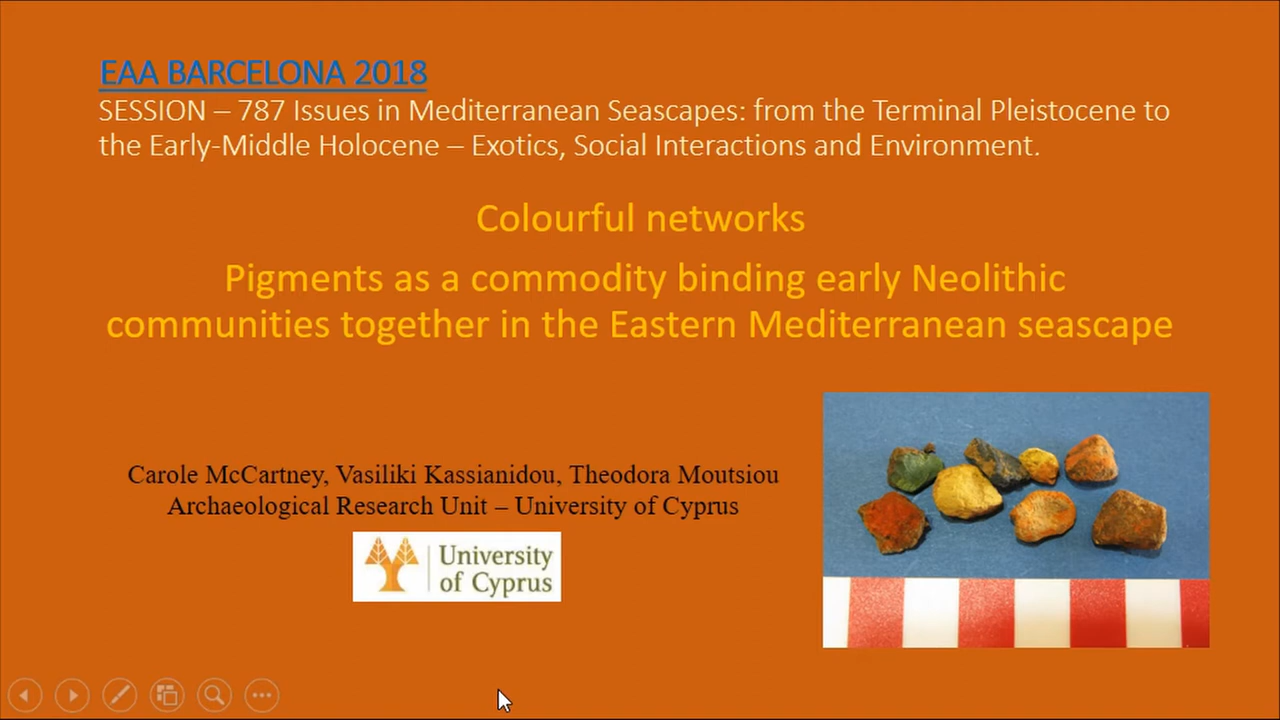 EAA BARCELONA 2018
SESSION – 787 Issues in Mediterranean Seascapes: from the Terminal Pleistocene to
the Early-Middle Holocene – Exotics, Social Interactions and Environment.
Colourful networks
Pigments as a commodity binding early Neolithic
communities together in the Eastern Mediterranean seascape
Carole McCartney, Vasiliki Kassianidou, Theodora Moutsiou
Archaeological Research Unit – University of Cyprus
University
of Cyprus